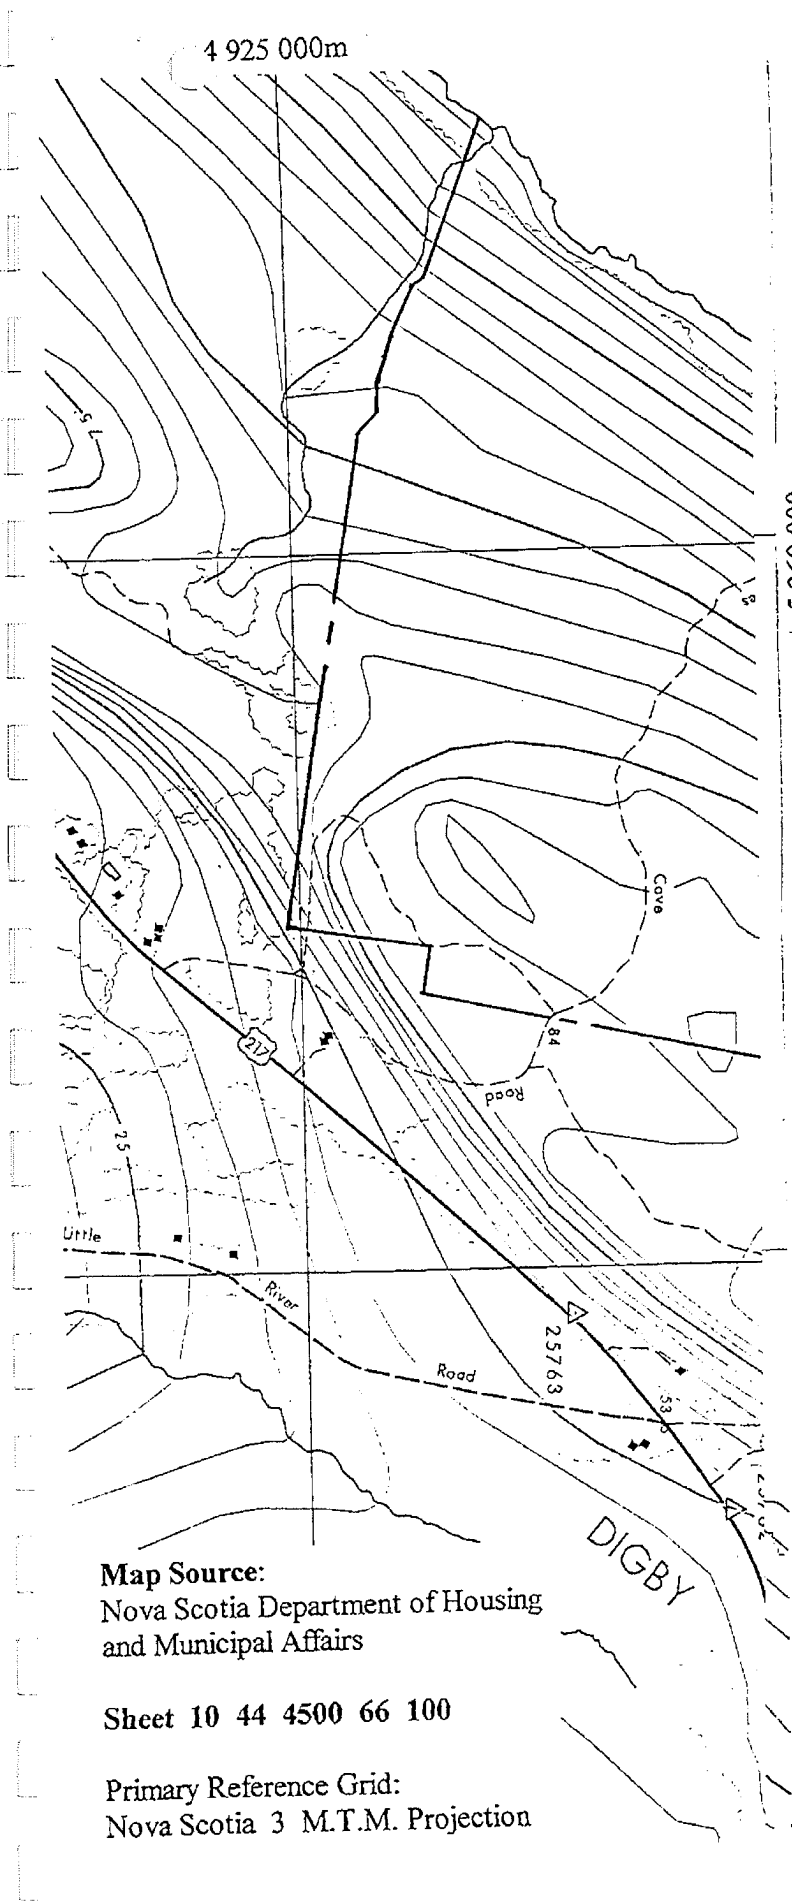 4 925 000m
75
Cove
84
217
Road
25
Little
River
25763
Road
53
DIGBY
Map Source:
Nova Scotia Department of Housing
and Municipal Affairs
Sheet 10 44 4500 66 100
Primary Reference Grid:
Nova Scotia 3 M.T.M. Projection